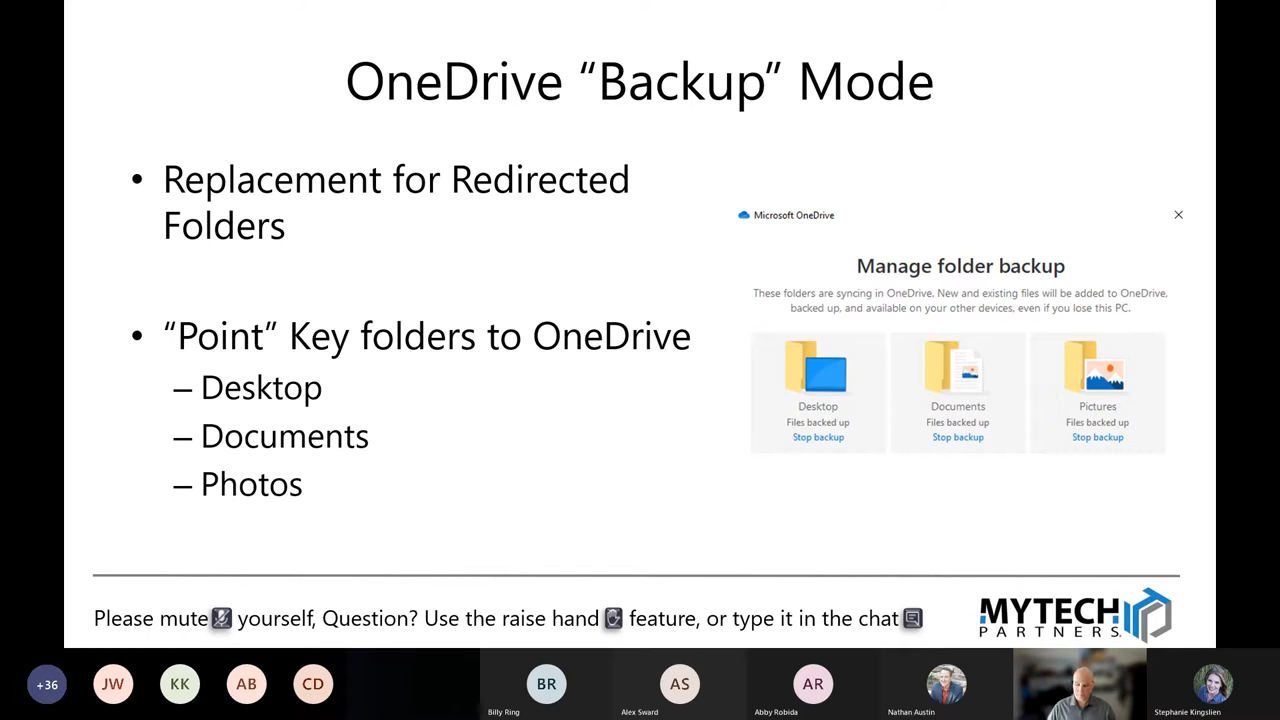 OneDrive “Backup” Mode
• Replacement for Redirected
Folders
• “Point” Key folders to OneDrive
– Desktop
– Documents
– Photos
Microsoft OneDrive
Manage folder backup
These folders are syncing in OneDrive. New and existing files will be added to OneDrive,
backed up, and available on your other devices, even if you lose this PC.
Desktop
Files backed up
Stop backup
Documents
Files backed up
Stop backup
Pictures
Files backed up
Stop backup
Please mute yourself, Question? Use the raise hand feature, or type it in the chat
MYTECH
PARTNERS
+36
JW
KK
AB
CD
BR
Billy Ring
AS
Alex Sward
AR
Abby Robida
Nathan Austin
Stephanie Kingslien